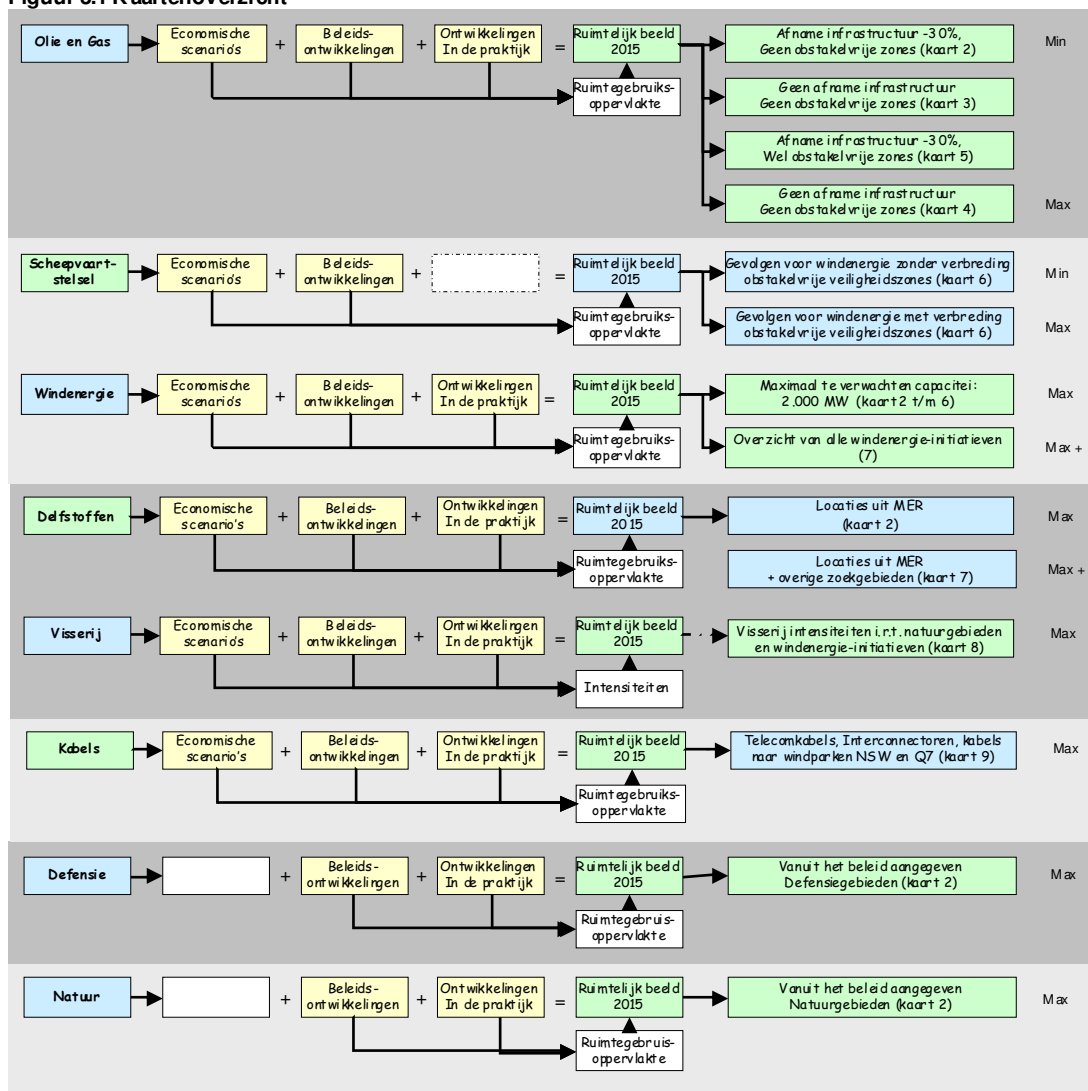 Figuur 3.1 Kaartenoverzicht
Olie en Gas
Economische
scenario's
+
Beleids-
ontwikkelingen
+
Ontwikkelingen
In de praktijk
=
Ruimtelijk beeld
2015
Ruimtegebruiks-
oppervlakte
Afname infrastructuur -30%,
Geen obstakelvrije zones (kaart 2)
Min
Geen afname infrastructuur
Geen obstakelvrije zones (kaart 3)
Afname infrastructuur -30%,
Wel obstakelvrije zones (kaart 5)
Geen afname infrastructuur
Geen obstakelvrije zones (kaart 4)
Max
Scheepvaart-
stelsel
Economische
scenario's
+
Beleids-
ontwikkelingen
+
=
Ruimtelijk beeld
2015
Ruimtegebruiks-
oppervlakte
Gevolgen voor windenergie zonder verbreding
obstakelvrije veiligheidszones (kaart 6)
Min
Gevolgen voor windenergie met verbreding
obstakelvrije veiligheidszones (kaart 6)
Max
Windenergie
Economische
scenario's
+
Beleids-
ontwikkelingen
+
Ontwikkelingen
In de praktijk
=
Ruimtelijk beeld
2015
Ruimtegebruiks-
oppervlakte
Maximaal te verwachten capacitei:
2.000 MW (kaart 2 t/m 6)
Max
Overzicht van alle windenergie-initiatieven
(7)
Max +
Delfstoffen
Economische
scenario's
+
Beleids-
ontwikkelingen
+
Ontwikkelingen
In de praktijk
=
Ruimtelijk beeld
2015
Ruimtegebruiks-
oppervlakte
Locaties uit MER
(kaart 2)
Max
Locaties uit MER
+ overige zoekgebieden (kaart 7)
Max +
Visserij
Economische
scenario's
+
Beleids-
ontwikkelingen
+
Ontwikkelingen
In de praktijk
=
Ruimtelijk beeld
2015
Intensiteiten
Visserij intensiteiten i.r.t. natuurgebieden
en windenergie-initiatieven (kaart 8)
Max
Kabels
Economische
scenario's
+
Beleids-
ontwikkelingen
+
Ontwikkelingen
In de praktijk
=
Ruimtelijk beeld
2015
Ruimtegebruiks-
oppervlakte
Telecomkabels, Interconnectoren, kabels
naar windparken NSW en Q7 (kaart 9)
Max
Defensie
+
Beleids-
ontwikkelingen
+
Ontwikkelingen
In de praktijk
=
Ruimtelijk beeld
2015
Ruimtegebruis-
oppervlakte
Vanuit het beleid aangegeven
Defensiegebieden (kaart 2)
Max
Natuur
+
Beleids-
ontwikkelingen
+
Ontwikkelingen
In de praktijk
=
Ruimtelijk beeld
2015
Ruimtegebruis-
oppervlakte
Vanuit het beleid aangegeven
Natuurgebieden (kaart 2)
Max